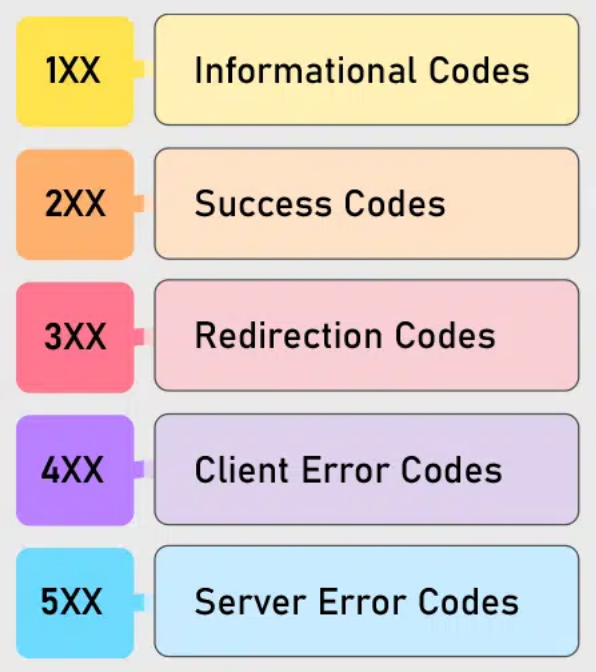 1XX
Informational Codes
2XX
Success Codes
3XX
Redirection Codes
4XX
Client Error Codes
5XX
Server Error Codes